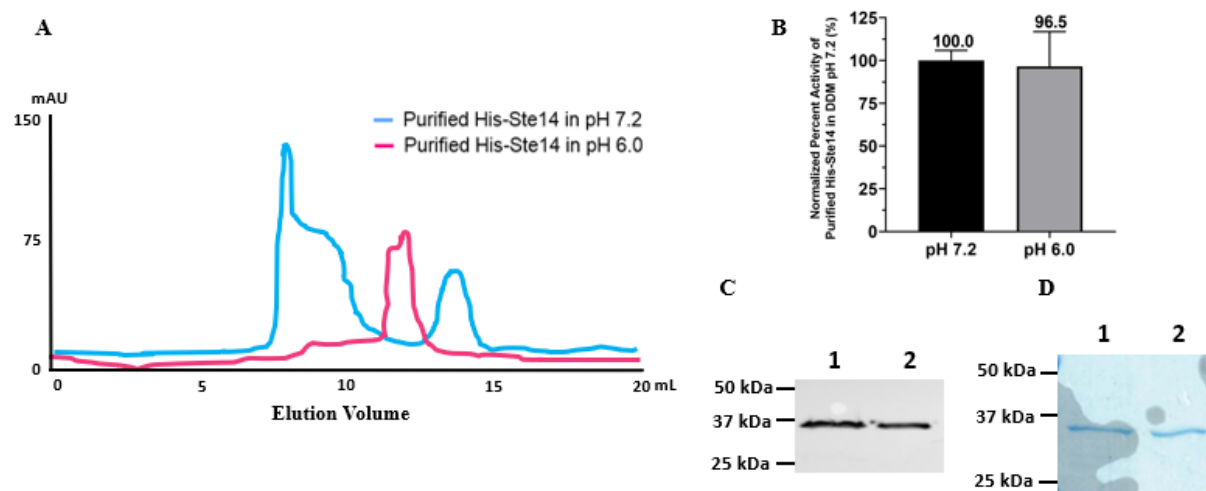 A
mAU
150
75
0
0
5
10
15
20 mL
Elution Volume
Purified His-Ste14 in pH 7.2
Purified His-Ste14 in pH 6.0
B
Normalized Percent Activity of
Purified His-Ste14 in DDM pH 7.2 (%)
125
100
75
50
25
0
100.0
96.5
pH 7.2
pH 6.0
C
1
2
50 kDa
37 kDa
25 kDa
D
1
2
50 kDa
37 kDa
25 kDa